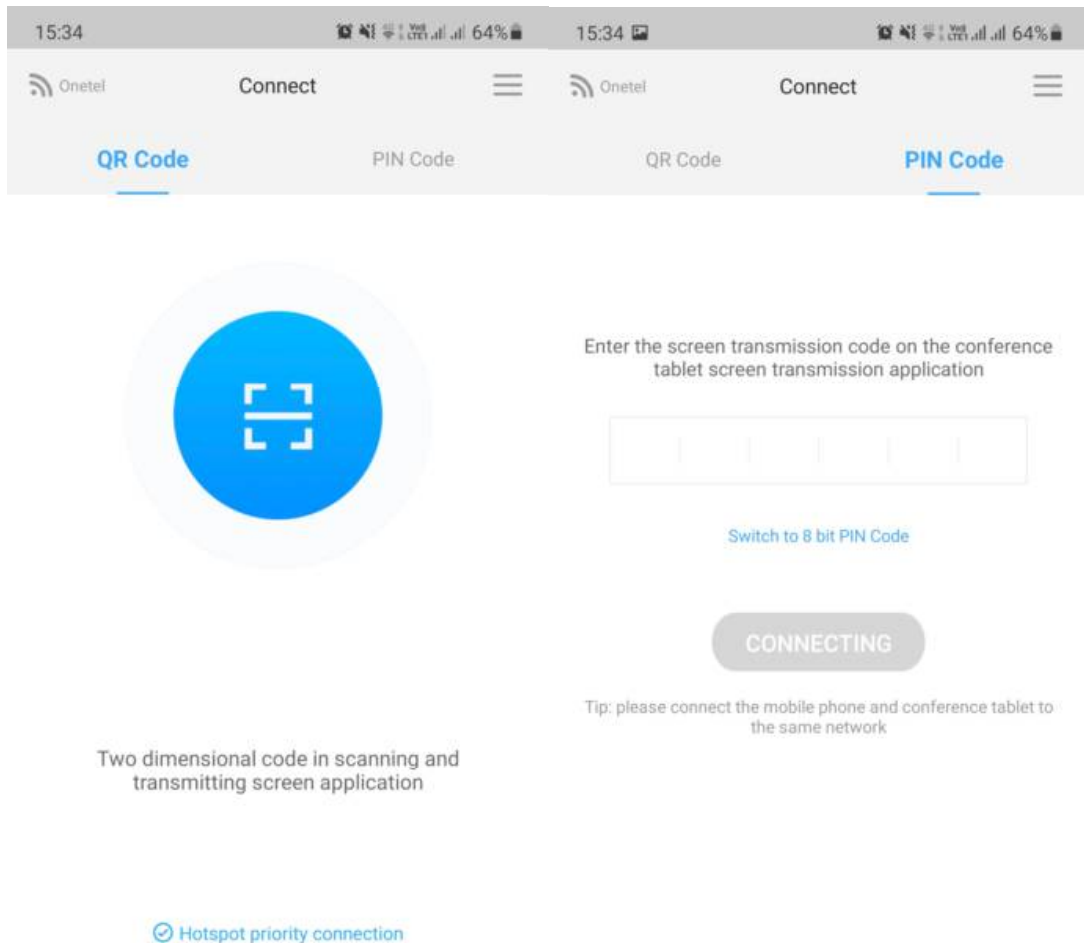 15:34
64%
Onetel
Connect
QR Code
PIN Code
Two dimensional code in scanning and
transmitting screen application
Hotspot priority connection
15:34
64%
Onetel
Connect
QR Code
PIN Code
Enter the screen transmission code on the conference
tablet screen transmission application
Switch to 8 bit PIN Code
CONNECTING
Tip: please connect the mobile phone and conference tablet to
the same network